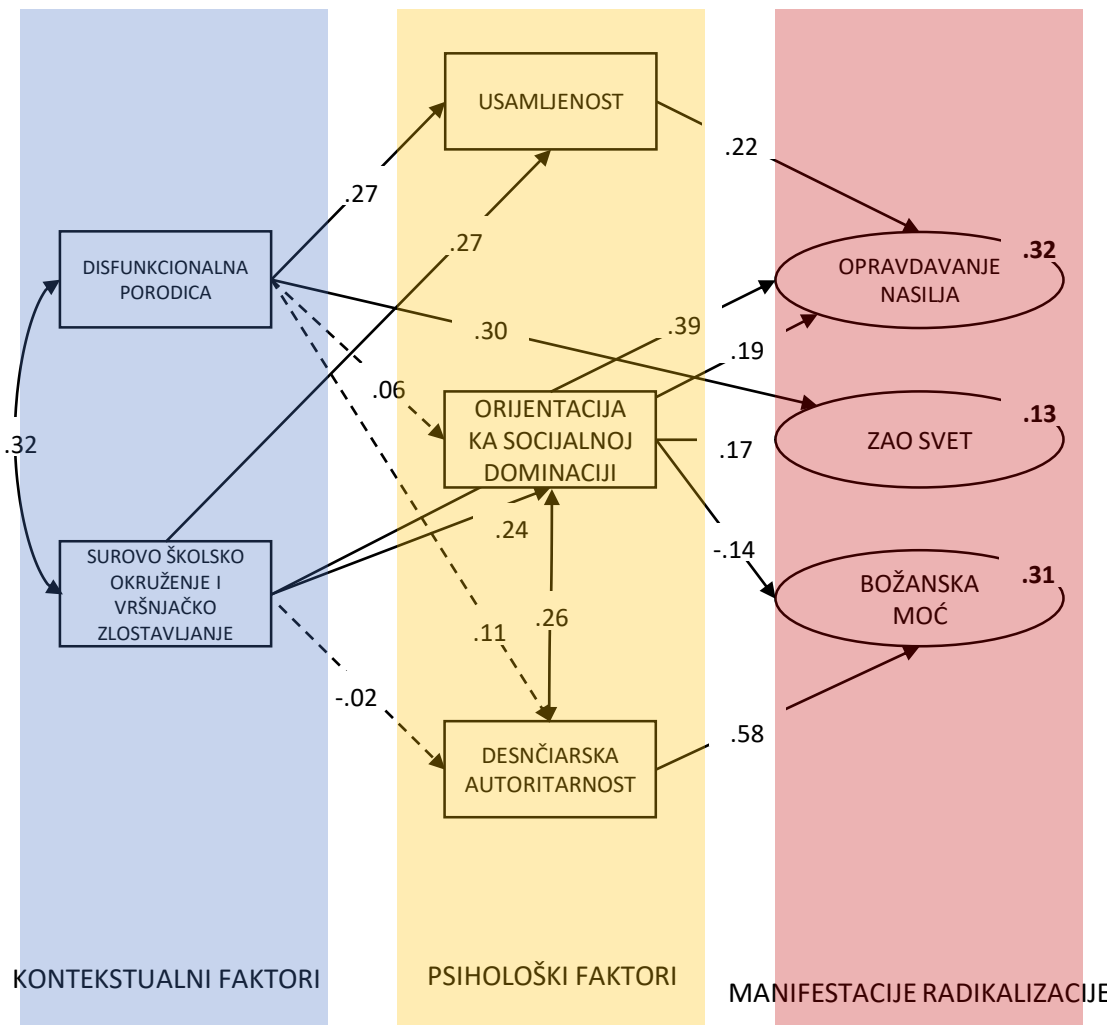 USAMLJENOST
.22
.27
.27
DISFUNKCIONALNA
PORODICA
.32
OPRAVDAVANJE
NASILJA
.30
.39
.19
.06
ORIJENTACIJA
KA SOCIJALNOJ
DOMINACIJI
.13
ZAO SVET
.32
.17
.24
-.14
SUROVO ŠKOLSKO
OKRUŽENJE I
VRŠNJAČKO
ZLOSTAVLJANJE
.31
BOŽANSKA
MOĆ
.11
.26
-.02
.58
DESNČIARSKA
AUTORITARNOST
KONTEKSTUALNI FAKTORI
PSIHOLOŠKI FAKTORI
MANIFESTACIJE RADIKALIZACIJE